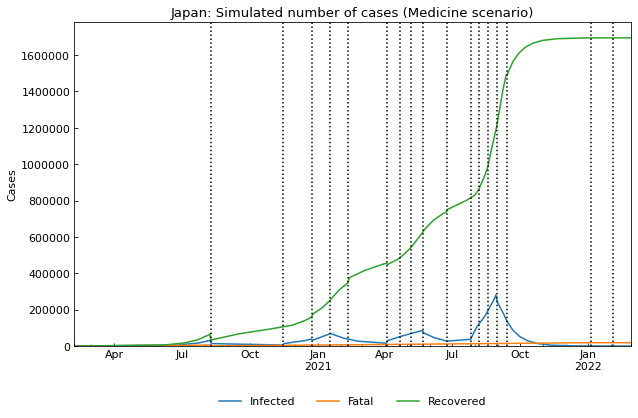 Japan: Simulated number of cases (Medicine scenario)
Cases
1600000
1400000
1200000
1000000
800000
600000
400000
200000
0
Apr Jul Oct Jan Apr Jul Oct Jan
2021 2022
Infected Fatal Recovered